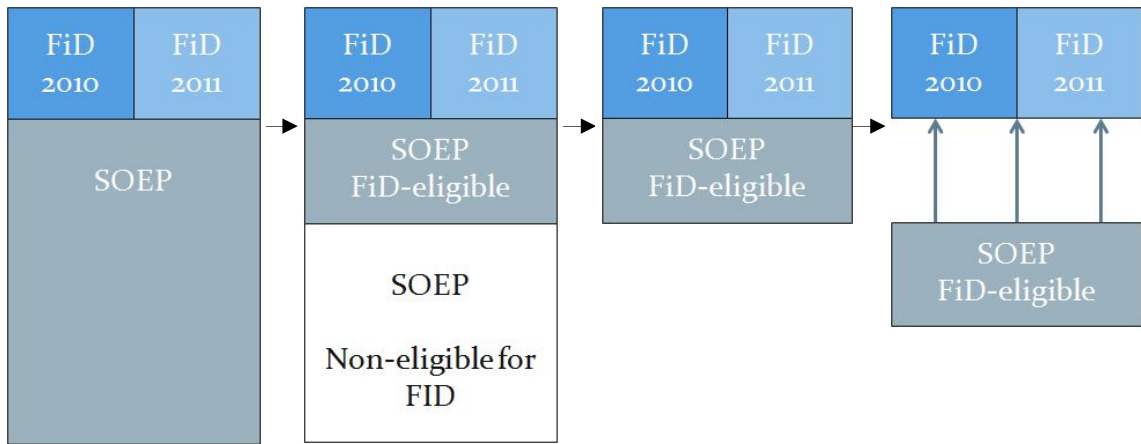 FiD
2010
FiD
2011
SOEP
FiD
2010
FiD
2011
SOEP
FiD-eligible
SOEP
Non-eligible for
FID
FiD
2010
FiD
2011
SOEP
FiD-eligible
FiD
2010
FiD
2011
SOEP
FiD-eligible